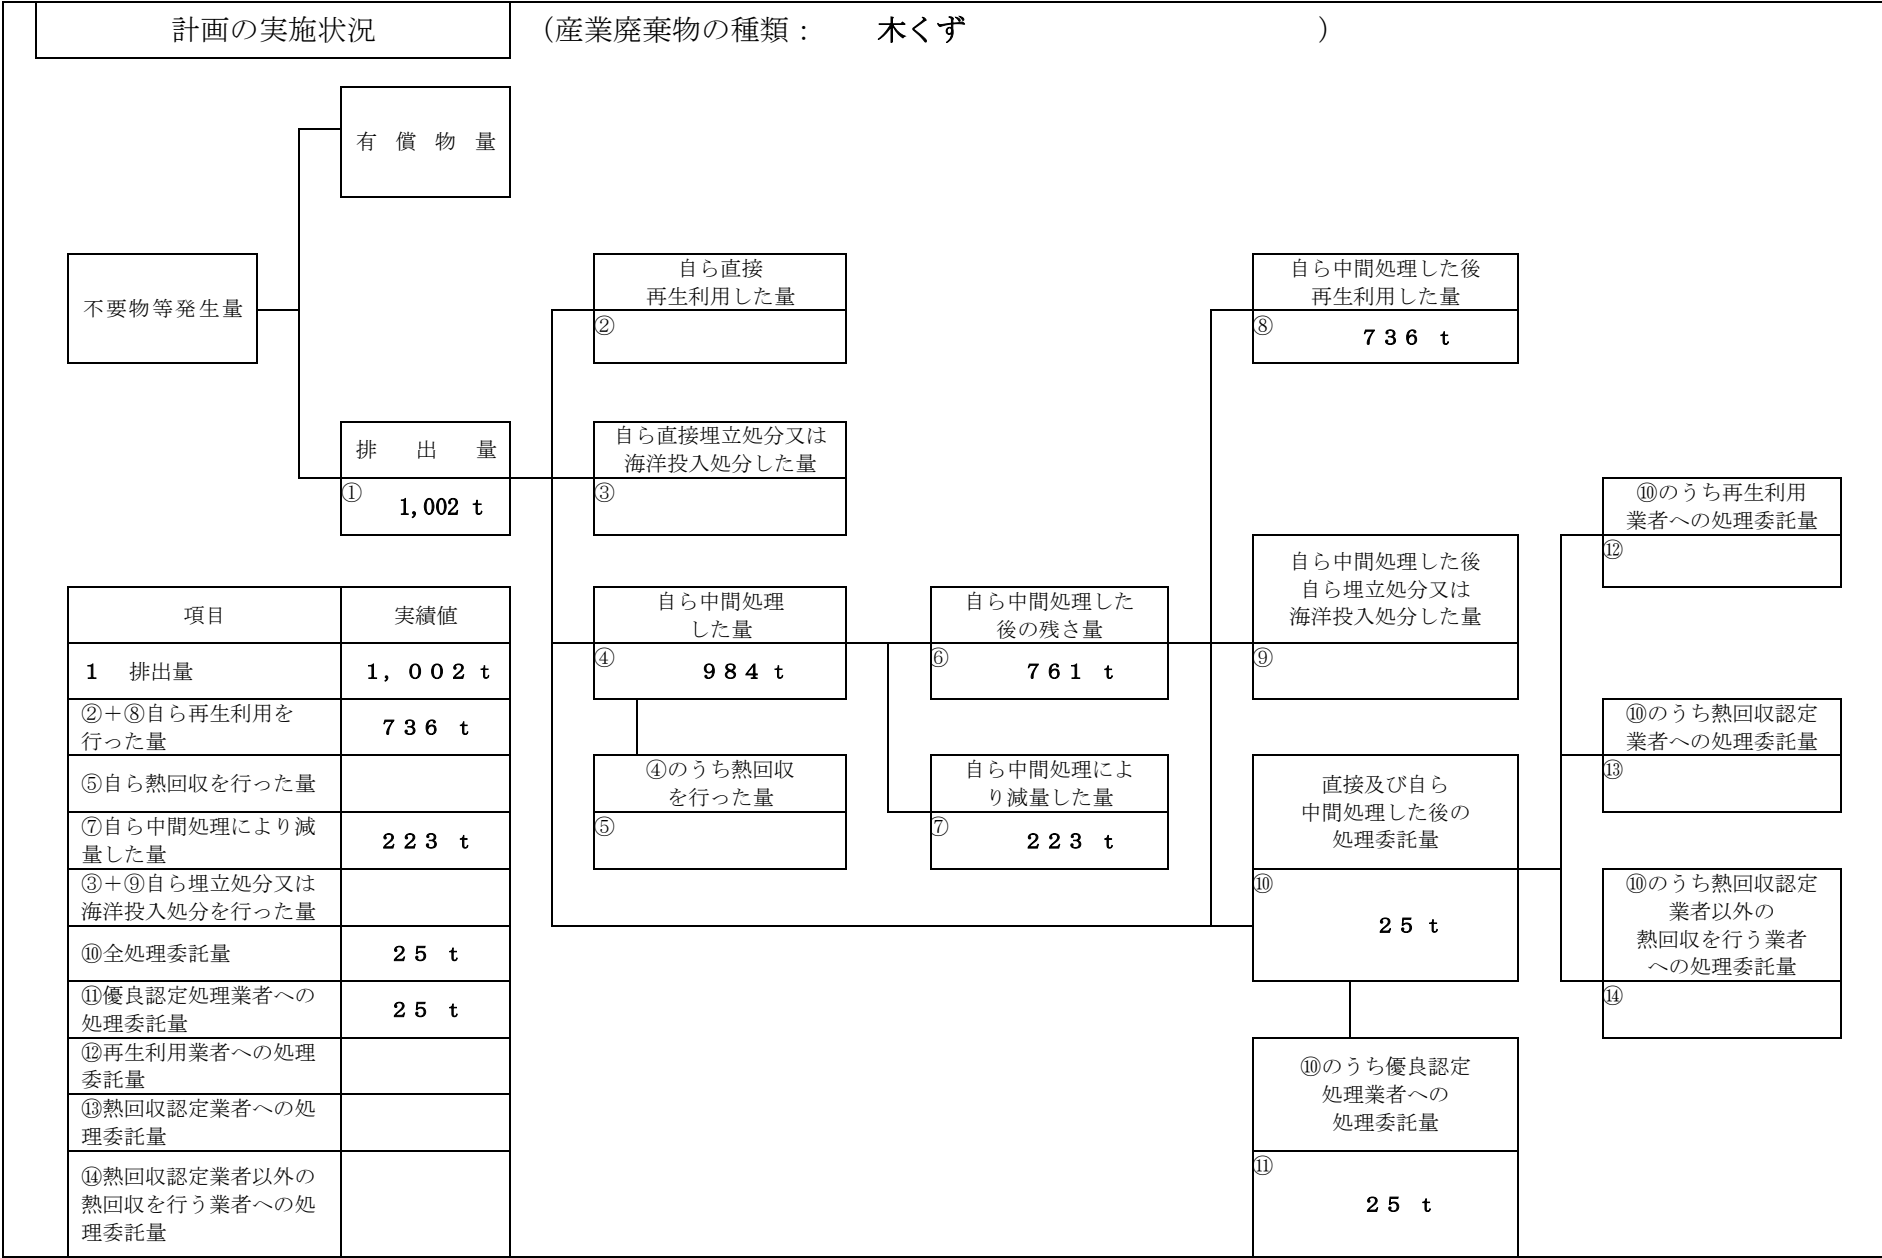 計画の実施状況
（産業廃棄物の種類：　　木くず　　　　　　　　　　　　）
有　償　物　量
不要物等発生量
自ら直接
再生利用した量
②
自ら中間処理した後
再生利用した量
⑧
７３６ ｔ
排　出　量
①
1,002 t
自ら直接埋立処分又は
海洋投入処分した量
③
⑩のうち再生利用
業者への処理委託量
⑫
自ら中間処理した後
自ら埋立処分又は
海洋投入処分した量
⑨
自ら中間処理
した量
④
９８４ ｔ
自ら中間処理した
後の残さ量
⑥
７６１ ｔ
⑩のうち熱回収認定
業者への処理委託量
⑬
④のうち熱回収
を行った量
⑤
自ら中間処理によ
り減量した量
⑦
２２３ ｔ
直接及び自ら
中間処理した後の
処理委託量
⑩
２５ ｔ
⑩のうち熱回収認定
業者以外の
熱回収を行う業者
への処理委託量
⑭
⑩のうち優良認定
処理業者への
処理委託量
⑪
２５ ｔ
項目　実績値
１　排出量　１，００２ｔ
②＋⑧自ら再生利用を
行った量
７３６ ｔ
⑤自ら熱回収を行った量
⑦自ら中間処理により減
量した量
２２３ ｔ
③＋⑨自ら埋立処分又は
海洋投入処分を行った量
⑩全処理委託量　２５ ｔ
⑪優良認定処理業者への
処理委託量
２５ ｔ
⑫再生利用業者への処理
委託量
⑬熱回収認定業者への処
理委託量
⑭熱回収認定業者以外の
熱回収を行う業者への処
理委託量